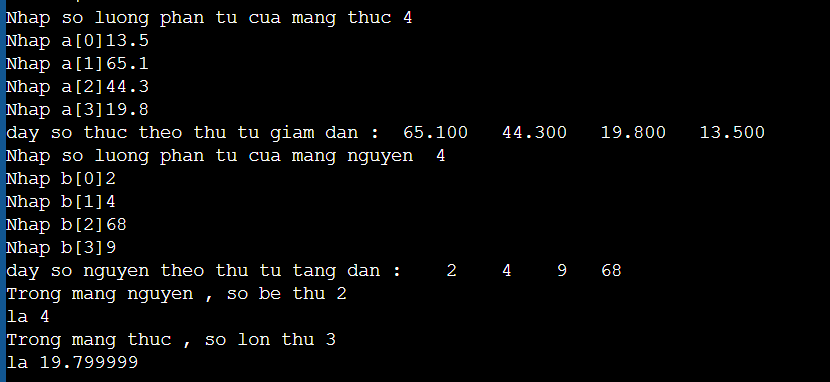 Nhap so luong phan tu cua mang thuc 4
Nhap a[0]13.5
Nhap a[1]65.1
Nhap a[2]44.3
Nhap a[3]19.8
day so thuc theo thu tu giam dan :  65.100   44.300   19.800   13.500
Nhap so luong phan tu cua mang nguyen  4
Nhap b[0]2
Nhap b[1]4
Nhap b[2]68
Nhap b[3]9
day so nguyen theo thu tu tang dan :    2    4    9   68
Trong mang nguyen , so be thu 2
la 4
Trong mang thuc , so lon thu 3
la 19.799999